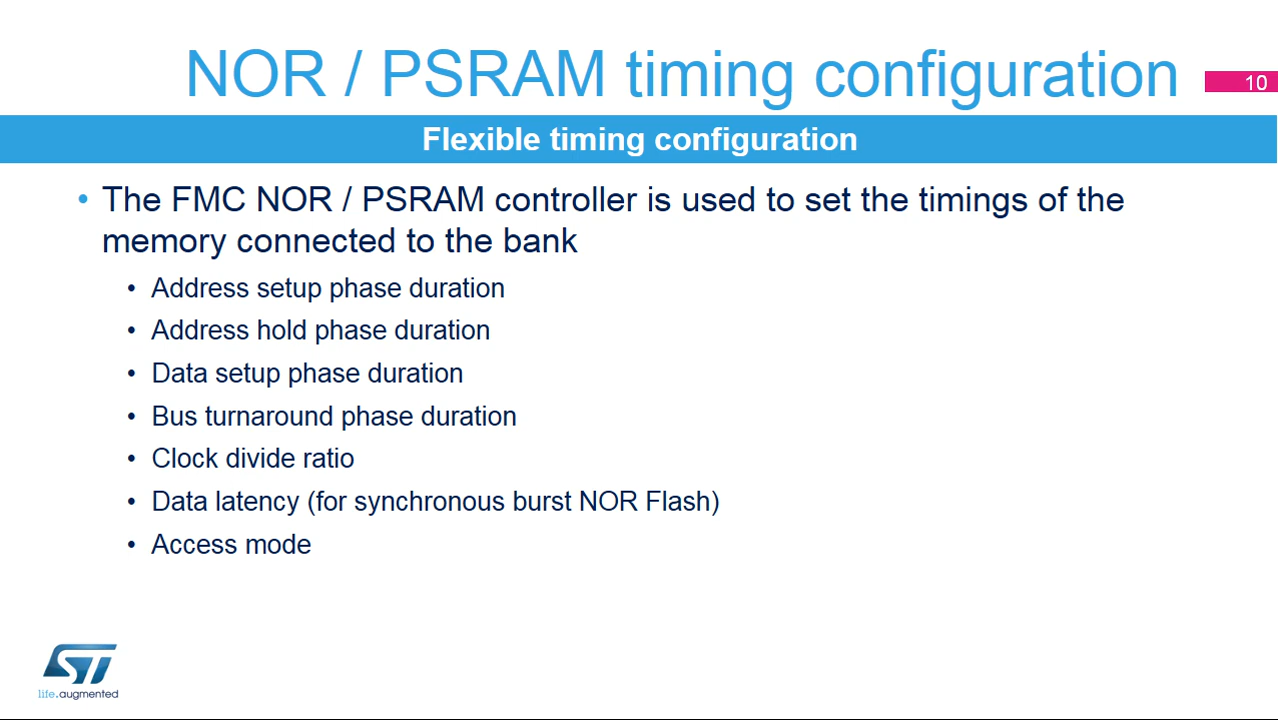 NOR / PSRAM timing configuration
10
Flexible timing configuration
• The FMC NOR / PSRAM controller is used to set the timings of the
memory connected to the bank
• Address setup phase duration
• Address hold phase duration
• Data setup phase duration
• Bus turnaround phase duration
• Clock divide ratio
• Data latency (for synchronous burst NOR Flash)
• Access mode
ST
life.augmented